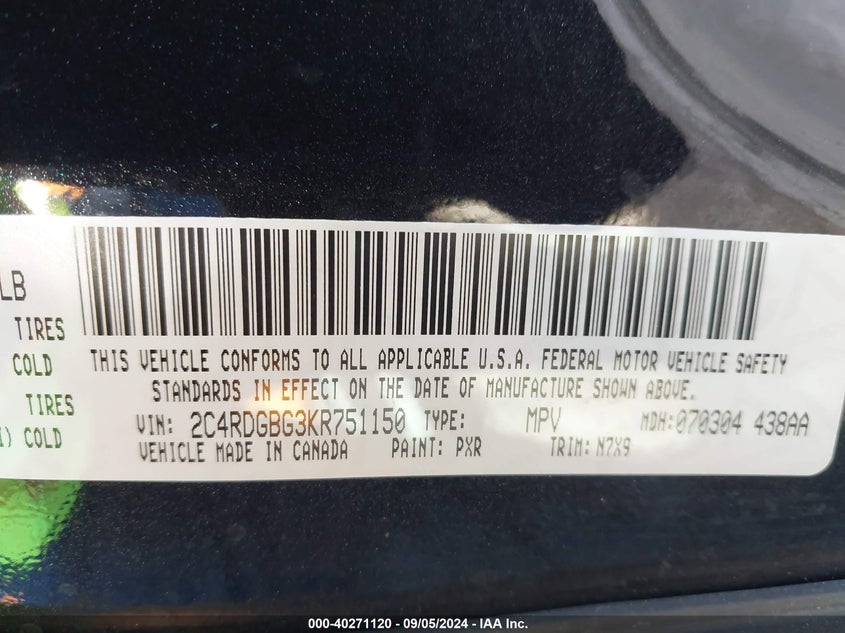 LB
TIRES
COLD
TIRES
) COLD
THIS VEHICLE CONFORMS TO ALL APPLICABLE U.S.A. FEDERAL MOTOR VEHICLE SAFETY
STANDARDS IN EFFECT ON THE DATE OF MANUFACTURE SHOWN ABOVE.
VIN: 2C4RDGBG3KR751150 TYPE: MPV MDH: 070304 438AA
VEHICLE MADE IN CANADA PAINT: PXR TRIM: N7X9
000-40271120 - 09/05/2024 - IAA Inc.